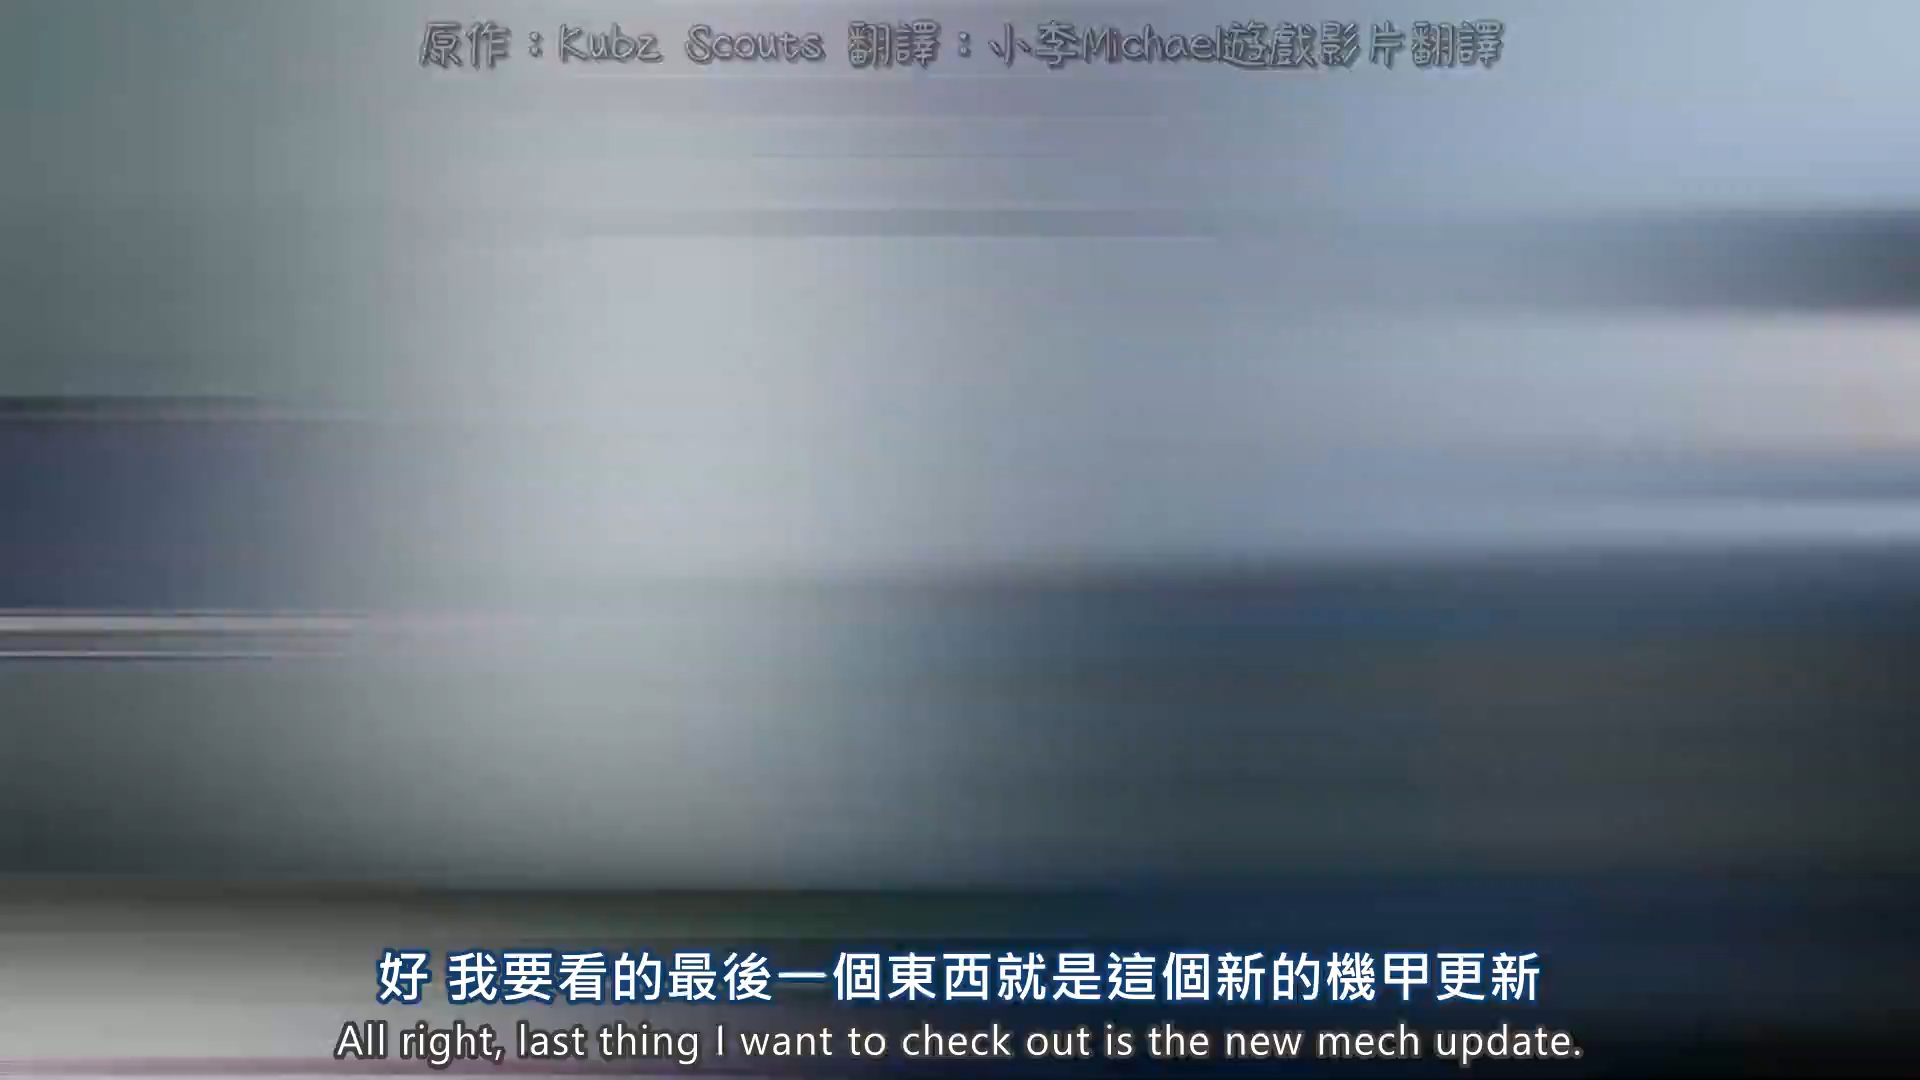 原作：Kubz Scouts 翻譯：小李Michael遊戲影片翻譯
好 我要看的最後一個東西就是這個新的機甲更新
All right, last thing I want to check out is the new mech update.